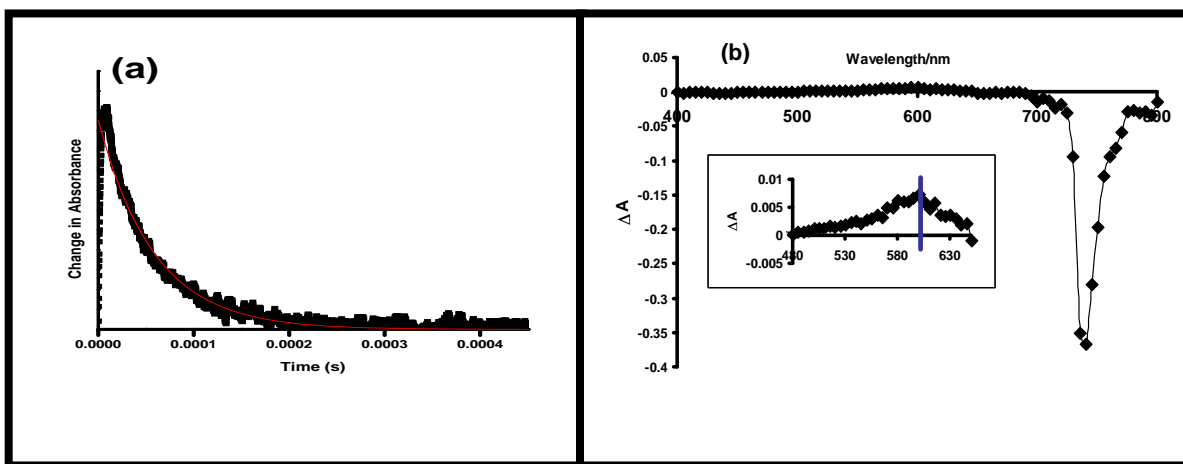 (a)
Change in Absorbance
0.0000 0.0001 0.0002 0.0003 0.0004
Time (s)
(b)
Wavelength/nm
0.05
0
400 500 600 700 800
-0.05
-0.1
-0.15
-0.2
-0.25
-0.3
-0.35
-0.4
Δ A
0.01
0.005
0
-0.005
480 530 580 630
Δ A